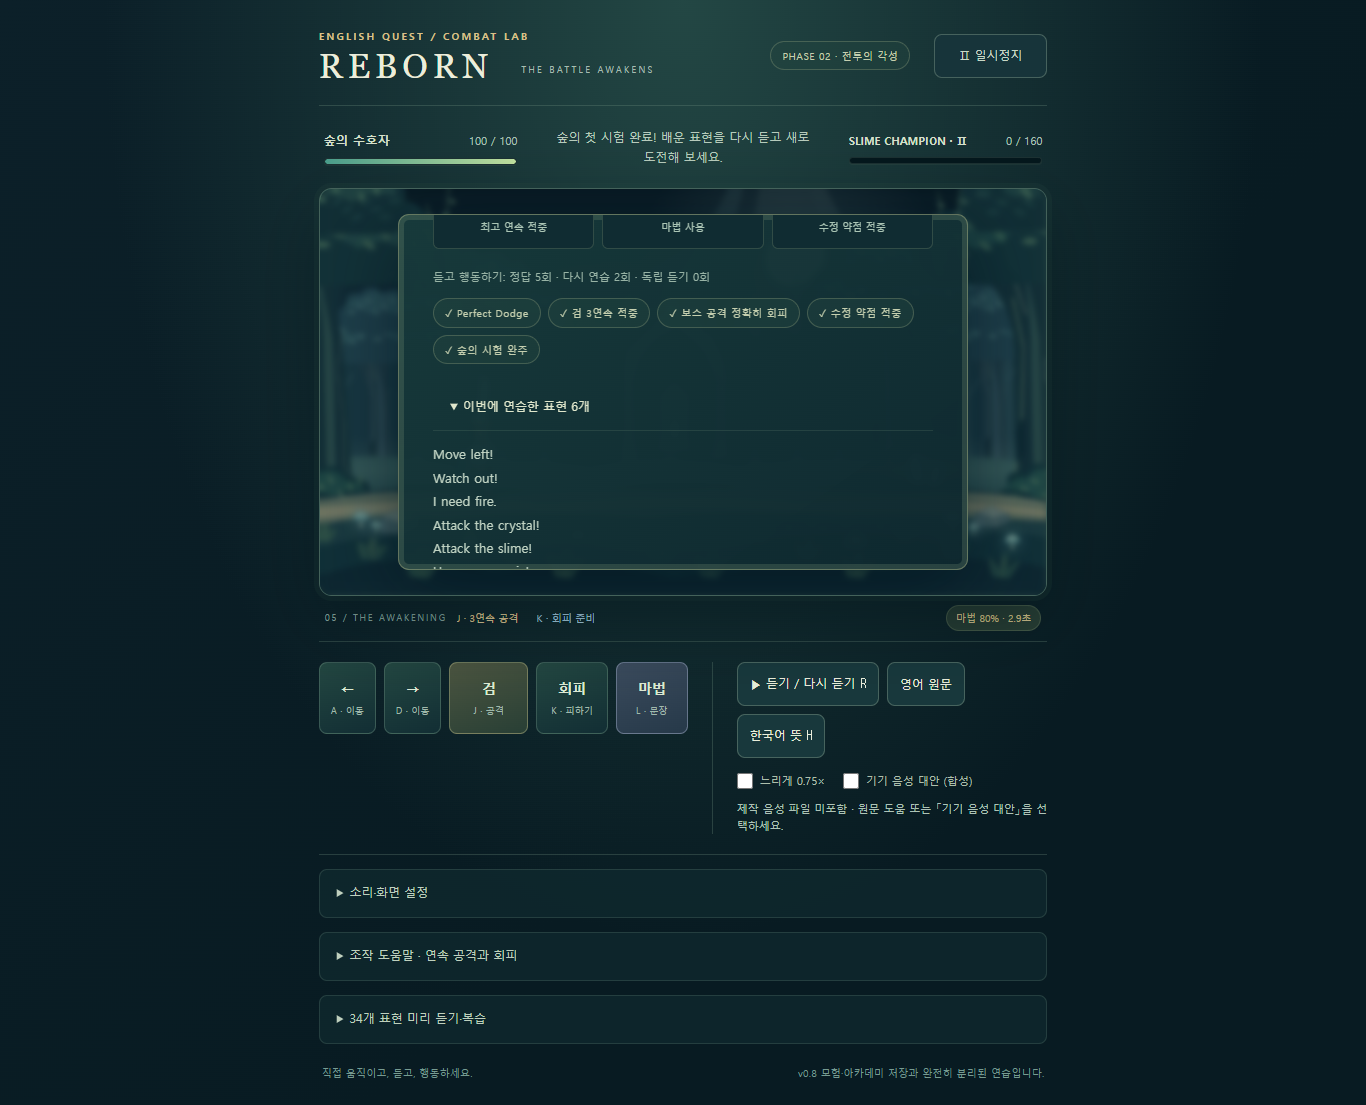 ENGLISH QUEST / COMBAT LAB
REBORN THE BATTLE AWAKENS
PHASE 02 · 전투의 각성
Ⅱ 일시정지
숲의 수호자 100 / 100
숲의 첫 시험 완료! 배운 표현을 다시 듣고 새로
도전해 보세요.
SLIME CHAMPION · Ⅱ 0 / 160
최고 연속 적중
마법 사용
수정 약점 적중
듣고 행동하기: 정답 5회 · 다시 연습 2회 · 독립 듣기 0회
✓ Perfect Dodge
✓ 검 3연속 적중
✓ 보스 공격 정확히 회피
✓ 수정 약점 적중
✓ 숲의 시험 완주
▼ 이번에 연습한 표현 6개
Move left!
Watch out!
I need fire.
Attack the crystal!
Attack the slime!
05 / THE AWAKENING J · 3연속 공격 K · 회피 준비
마법 80% · 2.9초
←
A · 이동
→
D · 이동
검
J · 공격
회피
K · 피하기
마법
L · 문장
▶ 듣기 / 다시 듣기 R
영어 원문
한국어 뜻 H
느리게 0.75×
기기 음성 대안 (합성)
제작 음성 파일 미포함 · 원문 도움 또는 「기기 음성 대안」을 선
택하세요.
▶ 소리·화면 설정
▶ 조작 도움말 · 연속 공격과 회피
▶ 34개 표현 미리 듣기·복습
직접 움직이고, 듣고, 행동하세요.
v0.8 모험·아카데미 저장과 완전히 분리된 연습입니다.